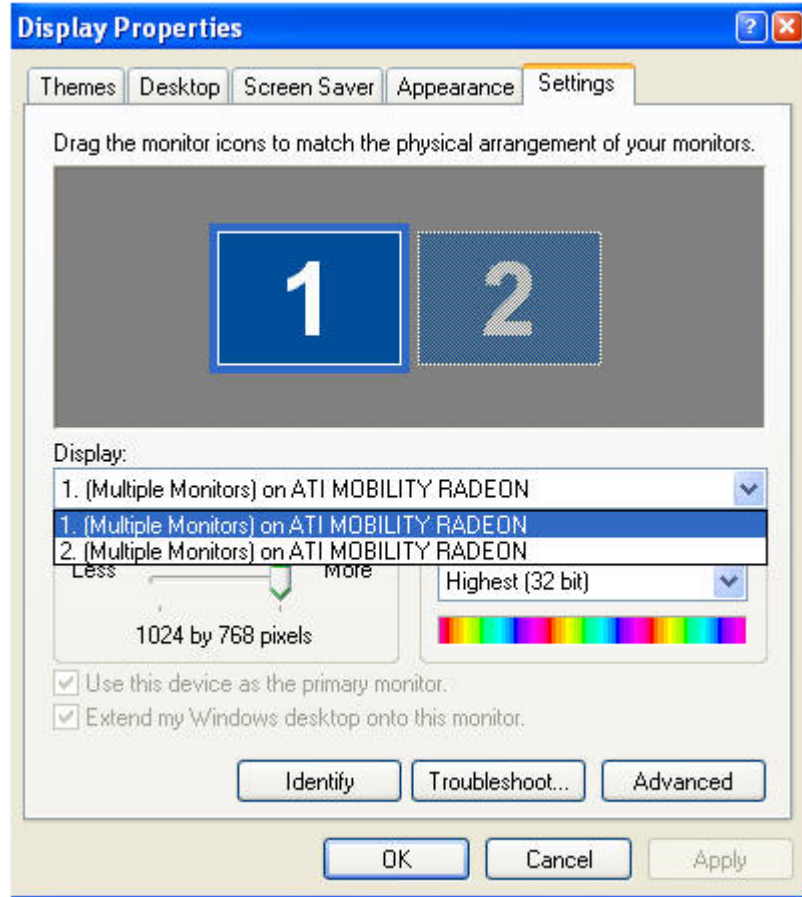 Display Properties
Themes Desktop Screen Saver Appearance Settings
Drag the monitor icons to match the physical arrangement of your monitors.
1 2
Display:
1. (Multiple Monitors) on ATI MOBILITY RADEON
1. (Multiple Monitors) on ATI MOBILITY RADEON
2. (Multiple Monitors) on ATI MOBILITY RADEON
Less More Highest (32 bit)
1024 by 768 pixels
Use this device as the primary monitor.
Extend my Windows desktop onto this monitor.
Identify Troubleshoot... Advanced
OK Cancel Apply